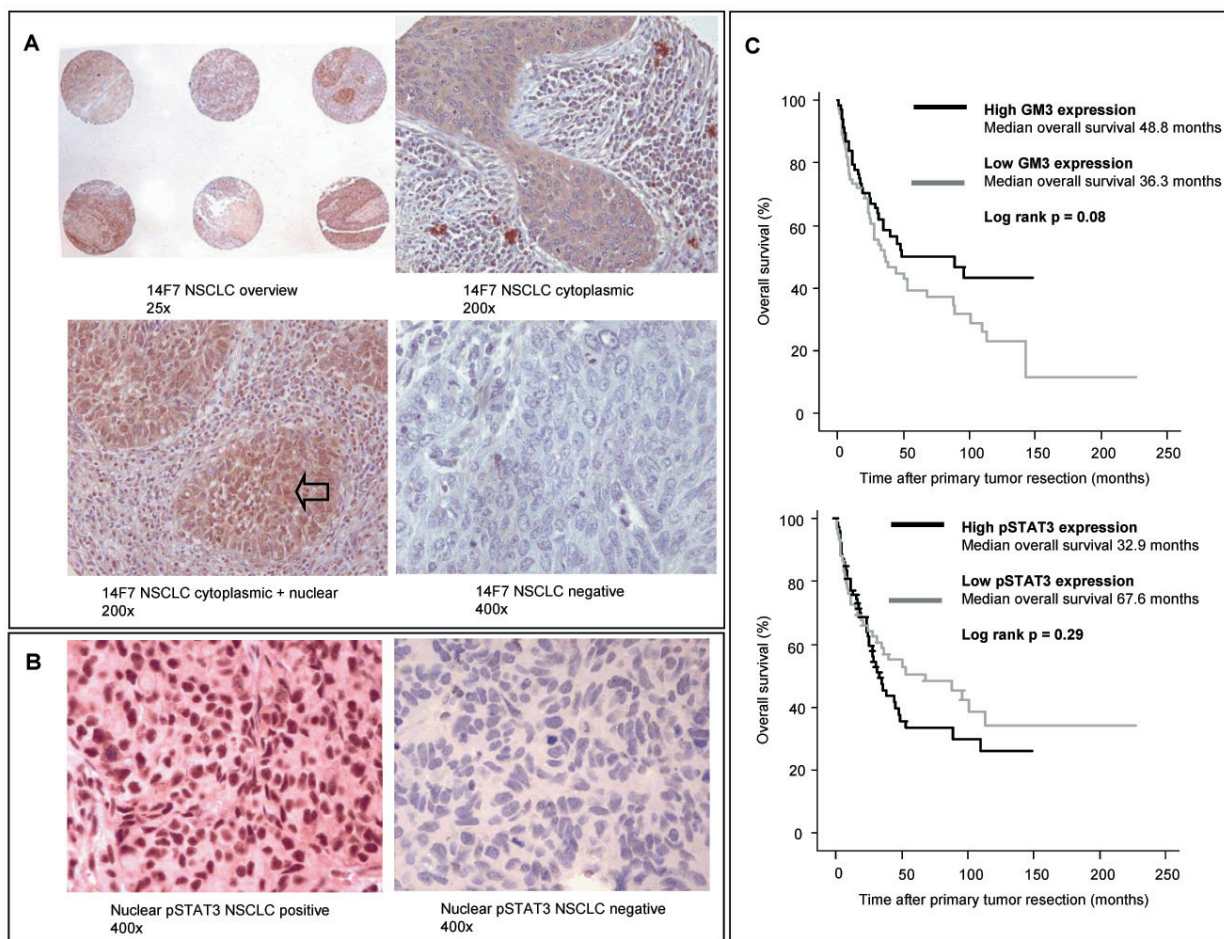 A
14F7 NSCLC overview
25x
14F7 NSCLC cytoplasmic
200x
14F7 NSCLC cytoplasmic + nuclear
200x
14F7 NSCLC negative
400x
B
Nuclear pSTAT3 NSCLC positive
400x
Nuclear pSTAT3 NSCLC negative
400x
C
Overall survival (%)
100
80
60
40
20
0
High GM3 expression
Median overall survival 48.8 months
Low GM3 expression
Median overall survival 36.3 months
Log rank p = 0.08
0 50 100 150 200 250
Time after primary tumor resection (months)
Overall survival (%)
100
80
60
40
20
0
High pSTAT3 expression
Median overall survival 32.9 months
Low pSTAT3 expression
Median overall survival 67.6 months
Log rank p = 0.29
0 50 100 150 200 250
Time after primary tumor resection (months)